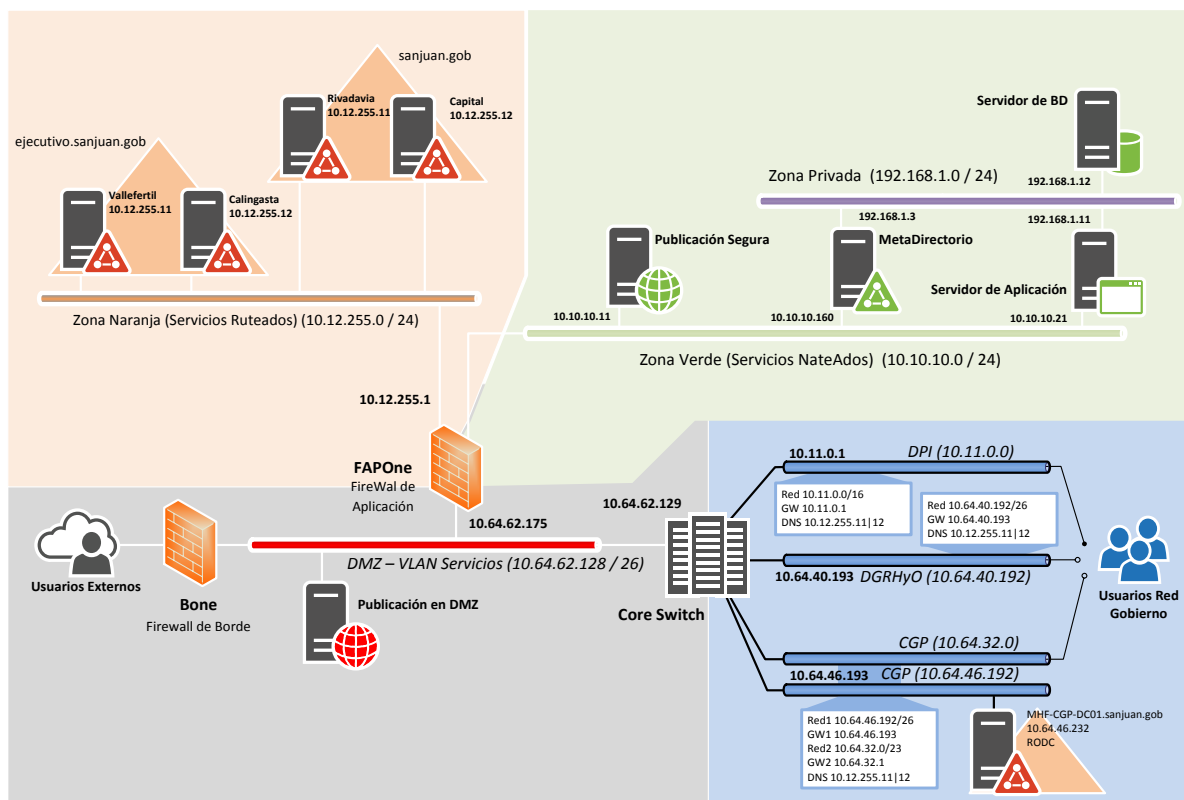 sanjuan.gob
Rivadavia
10.12.255.11
Capital
10.12.255.12
ejecutivo.sanjuan.gob
Vallefertil
10.12.255.11
Calingasta
10.12.255.12
Zona Naranja (Servicios Ruteados) (10.12.255.0 / 24)
Servidor de BD
192.168.1.12
Zona Privada (192.168.1.0 / 24)
192.168.1.3
192.168.1.11
Publicación Segura
MetaDirectorio
Servidor de Aplicación
10.10.10.11
10.10.10.160
10.10.10.21
Zona Verde (Servicios NateAdos) (10.10.10.0 / 24)
10.12.255.1
FAPOne
FireWal de
Aplicación
10.64.62.175
10.64.62.129
Usuarios Externos
Bone
Firewall de Borde
DMZ – VLAN Servicios (10.64.62.128 / 26)
Publicación en DMZ
Core Switch
10.11.0.1
DPI (10.11.0.0)
Red 10.11.0.0/16
GW 10.11.0.1
DNS 10.12.255.11|12
Red 10.64.40.192/26
GW 10.64.40.193
DNS 10.12.255.11|12
10.64.40.193
DGRHyO (10.64.40.192)
Usuarios Red
Gobierno
CGP (10.64.32.0)
10.64.46.193
CGP (10.64.46.192)
Red1 10.64.46.192/26
GW1 10.64.46.193
Red2 10.64.32.0/23
GW2 10.64.32.1
DNS 10.12.255.11|12
MHF-CGP-DC01.sanjuan.gob
10.64.46.232
RODC